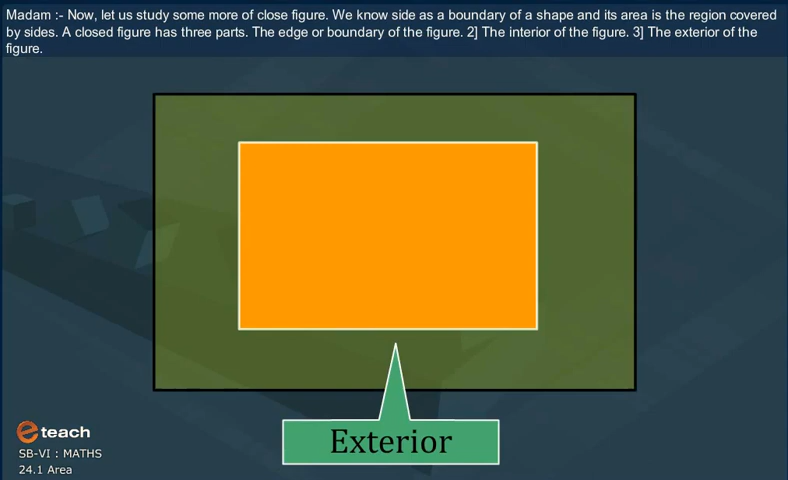 Madam :- Now, let us study some more of close figure. We know side as a boundary of a shape and its area is the region covered
by sides. A closed figure has three parts. The edge or boundary of the figure. 2] The interior of the figure. 3] The exterior of the
figure.
Exterior
e teach
SB-VI : MATHS
24.1 Area